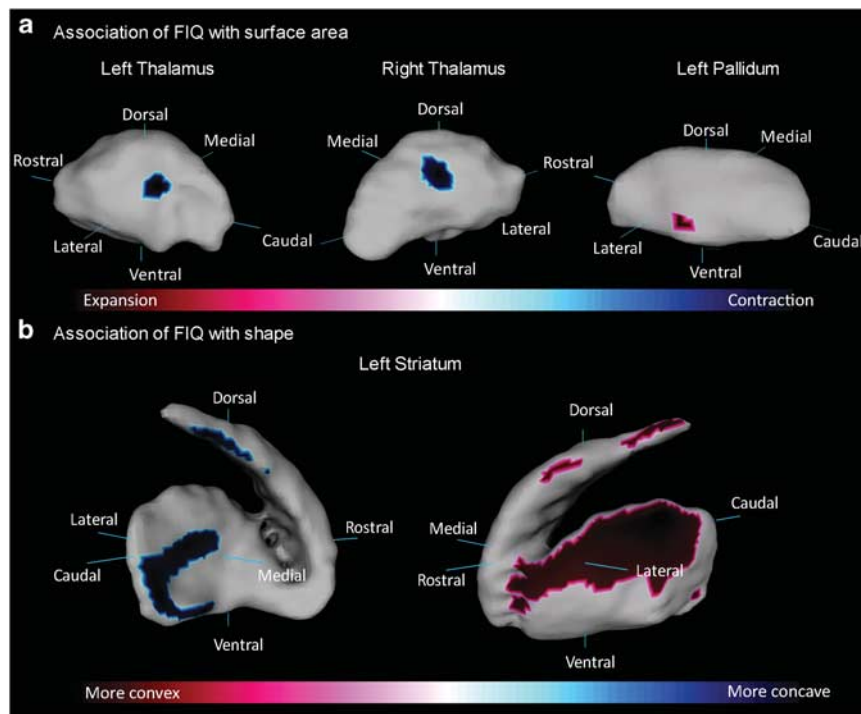 a Association of FIQ with surface area
Left Thalamus Right Thalamus Left Pallidum
Dorsal Dorsal Dorsal
Rostral Medial Medial Rostral Medial
Lateral Caudal Lateral Lateral Caudal
Ventral Ventral Ventral
Expansion Contraction
b Association of FIQ with shape
Left Striatum
Dorsal Dorsal
Lateral Rostral Medial Caudal
Caudal Medial Rostral Lateral
Ventral Ventral
More convex More concave